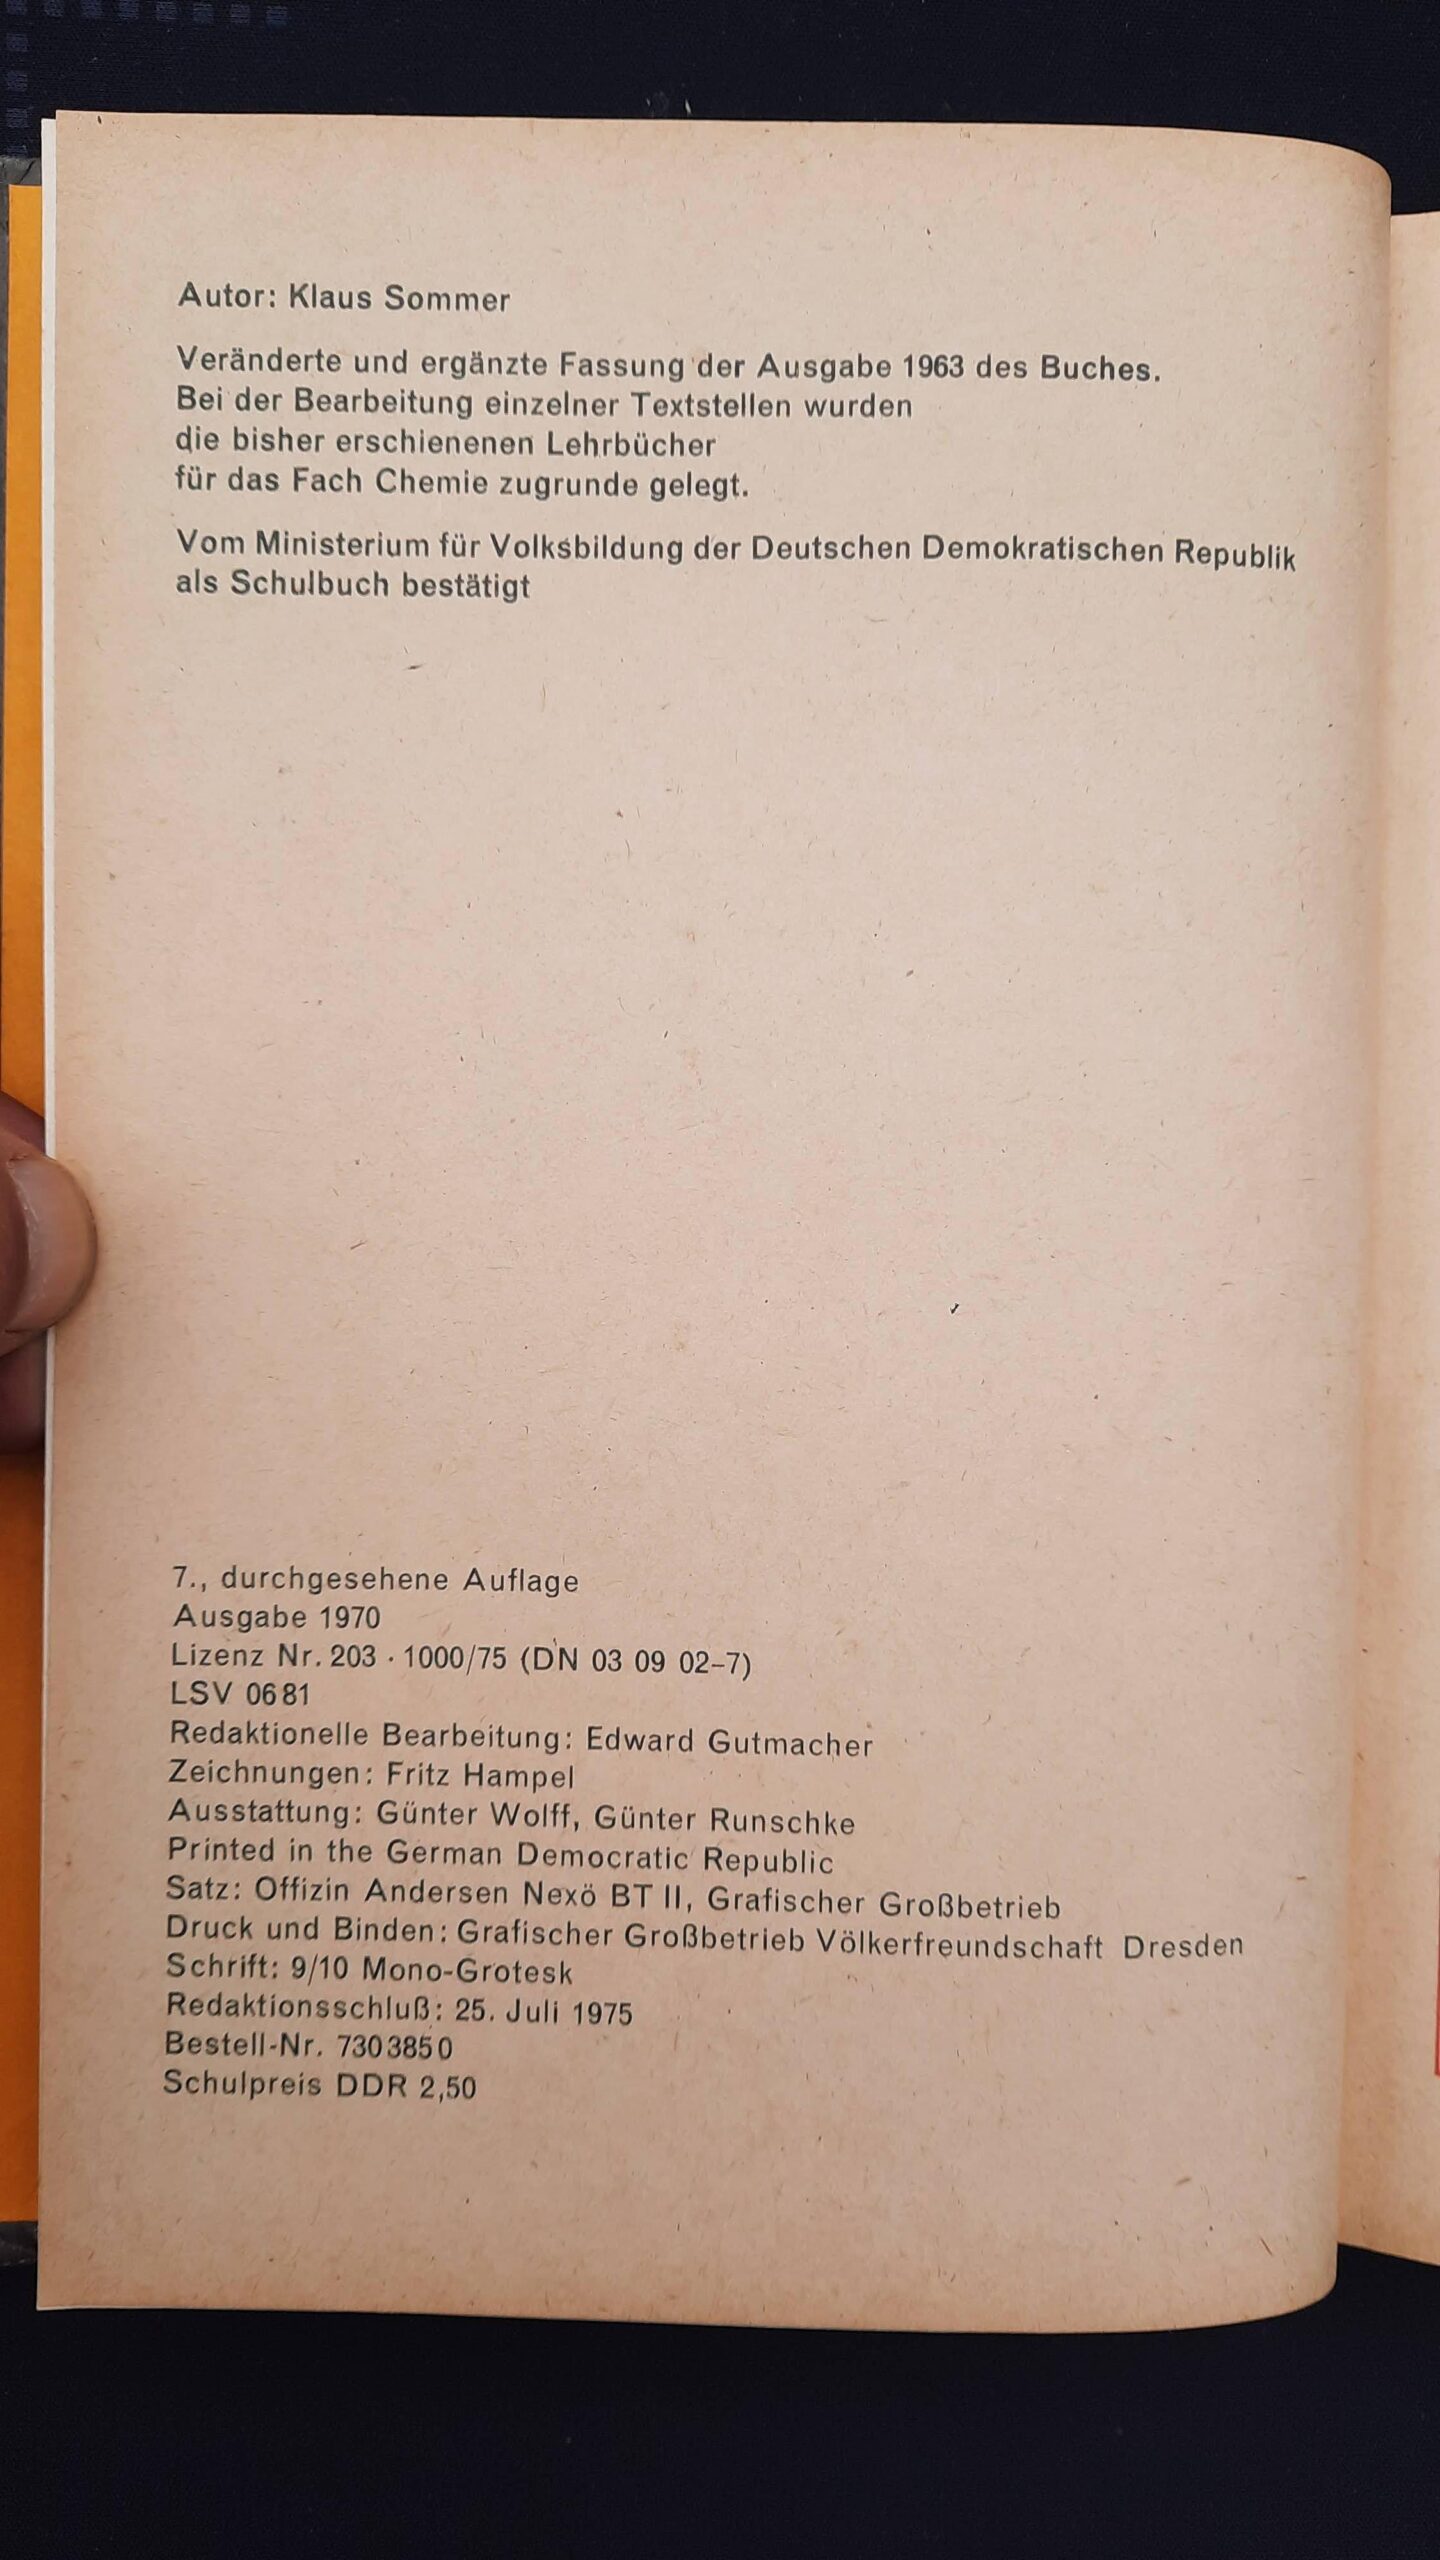 Autor: Klaus Sommer
Veränderte und ergänzte Fassung der Ausgabe 1963 des Buches.
Bei der Bearbeitung einzelner Textstellen wurden
die bisher erschienenen Lehrbücher
für das Fach Chemie zugrunde gelegt.
Vom Ministerium für Volksbildung der Deutschen Demokratischen Republik
als Schulbuch bestätigt
7., durchgesehene Auflage
Ausgabe 1970
Lizenz Nr. 203 · 1000/75 (DN 03 09 02–7)
LSV 0681
Redaktionelle Bearbeitung: Edward Gutmacher
Zeichnungen: Fritz Hampel
Ausstattung: Günter Wolff, Günter Runschke
Printed in the German Democratic Republic
Satz: Offizin Andersen Nexö BT II, Grafischer Großbetrieb
Druck und Binden: Grafischer Großbetrieb Völkerfreundschaft Dresden
Schrift: 9/10 Mono-Grotesk
Redaktionsschluß: 25. Juli 1975
Bestell-Nr. 7303850
Schulpreis DDR 2,50